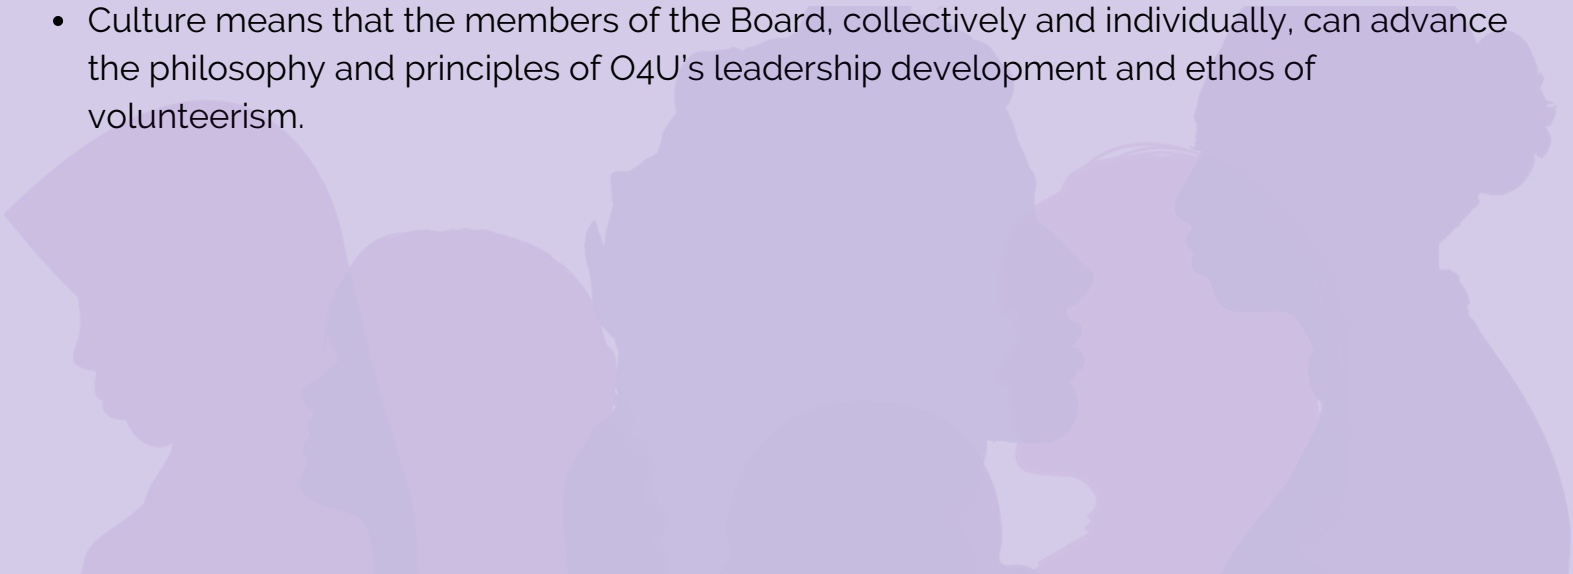 • Culture means that the members of the Board, collectively and individually, can advance
the philosophy and principles of O4U’s leadership development and ethos of
volunteerism.